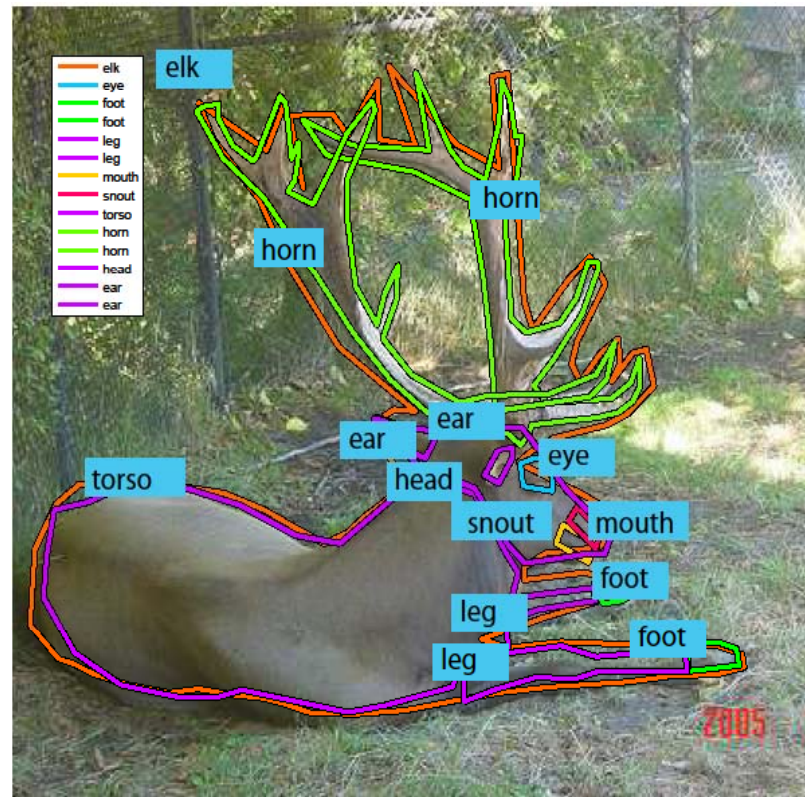 elk
elk
eye
foot
foot
leg
leg
mouth
snout
torso
horn
horn
head
ear
ear
horn
horn
ear
ear
eye
torso
head
snout
mouth
foot
leg
foot
leg
2005